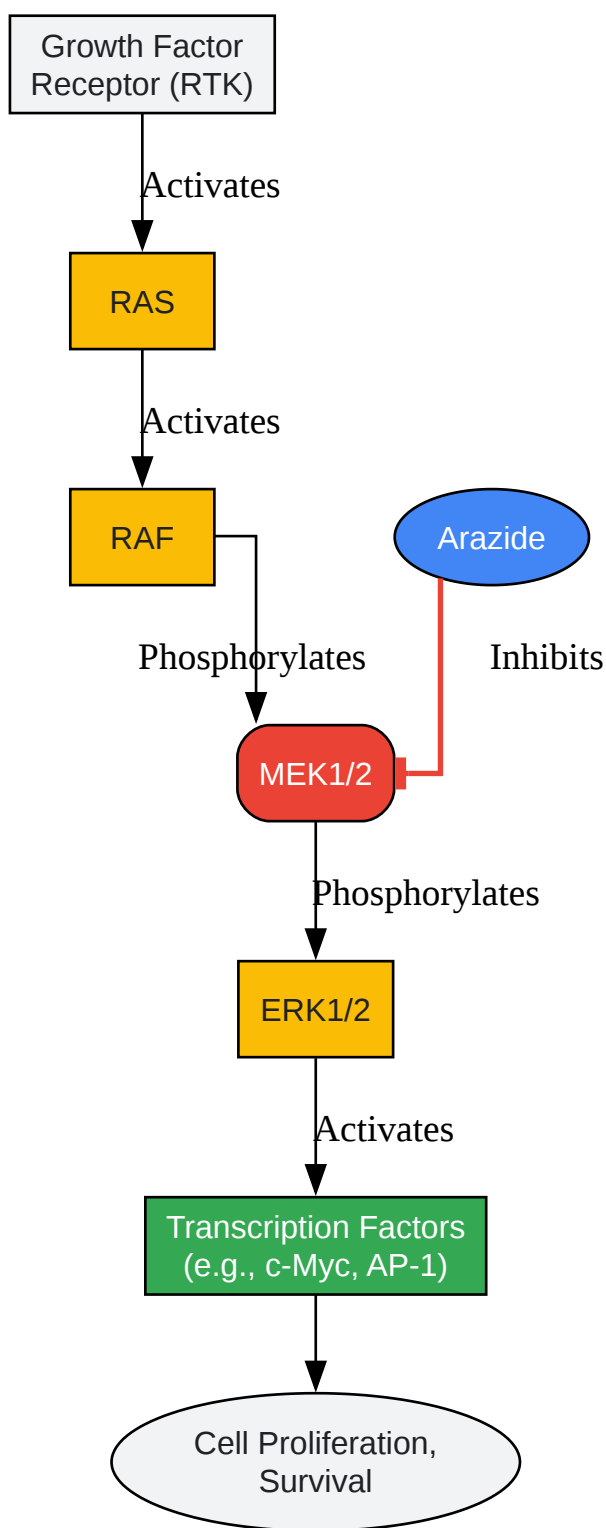 Growth Factor
Receptor (RTK)
Activates
RAS
Activates
RAF
Arazide
Phosphorylates
Inhibits
MEK1/2
Phosphorylates
ERK1/2
Activates
Transcription Factors
(e.g., c-Myc, AP-1)
Cell Proliferation,
Survival